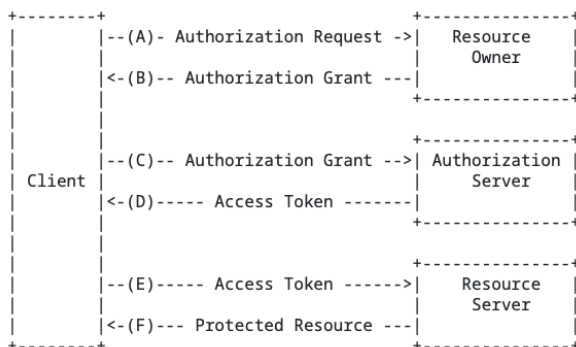 +--------+                               +---------------+
|        |--(A)- Authorization Request ->|   Resource    |
|        |                               |     Owner     |
|        |<-(B)-- Authorization Grant ---|               |
|        |                               +---------------+
|        |
|        |                               +---------------+
|        |--(C)-- Authorization Grant -->| Authorization |
| Client |                               |     Server    |
|        |<-(D)----- Access Token -------|               |
|        |                               +---------------+
|        |
|        |                               +---------------+
|        |--(E)----- Access Token ------>|    Resource   |
|        |                               |     Server    |
|        |<-(F)--- Protected Resource ---|               |
+--------+                               +---------------+